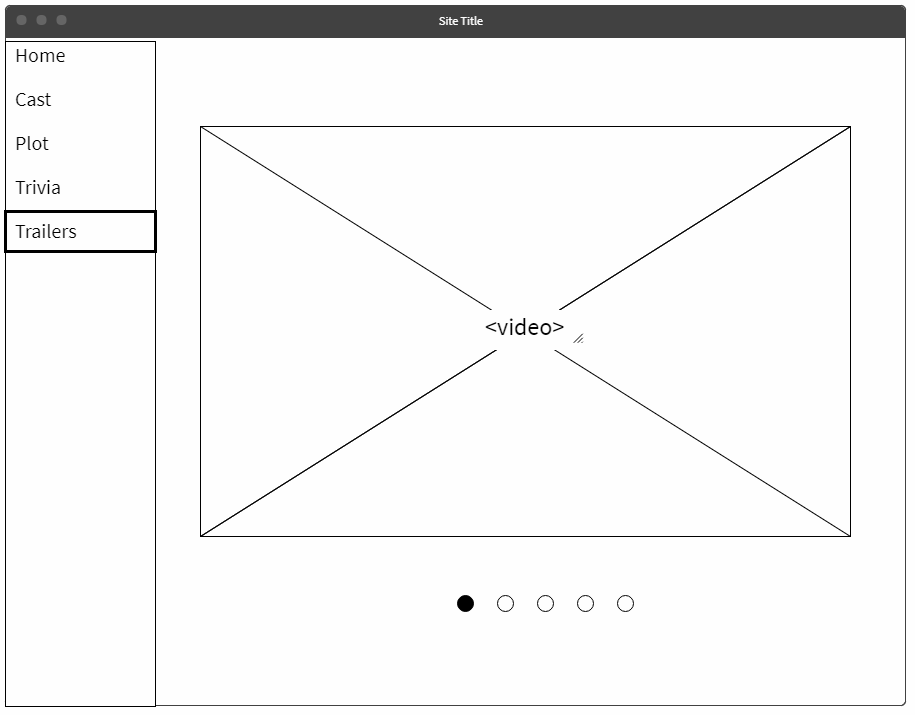 Site Title
Home
Cast
Plot
Trivia
Trailers
<video>